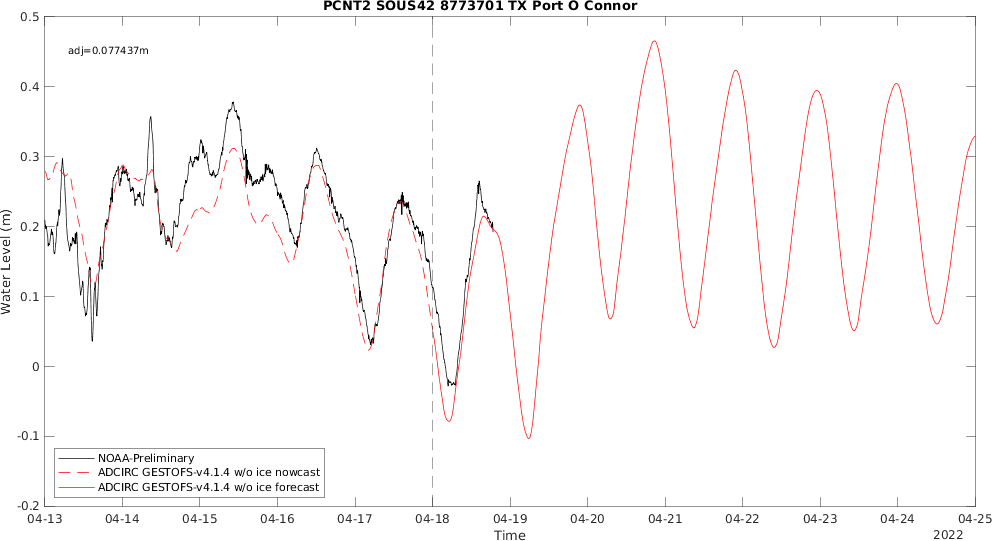 PCNT2 SOUS42 8773701 TX Port O Connor
adj=0.077437m
Water Level (m)
0.5
0.4
0.3
0.2
0.1
0
-0.1
-0.2
NOAA-Preliminary
ADCIRC GESTOFS-v4.1.4 w/o ice nowcast
ADCIRC GESTOFS-v4.1.4 w/o ice forecast
04-13 04-14 04-15 04-16 04-17 04-18 04-19 04-20 04-21 04-22 04-23 04-24 04-25
Time
2022